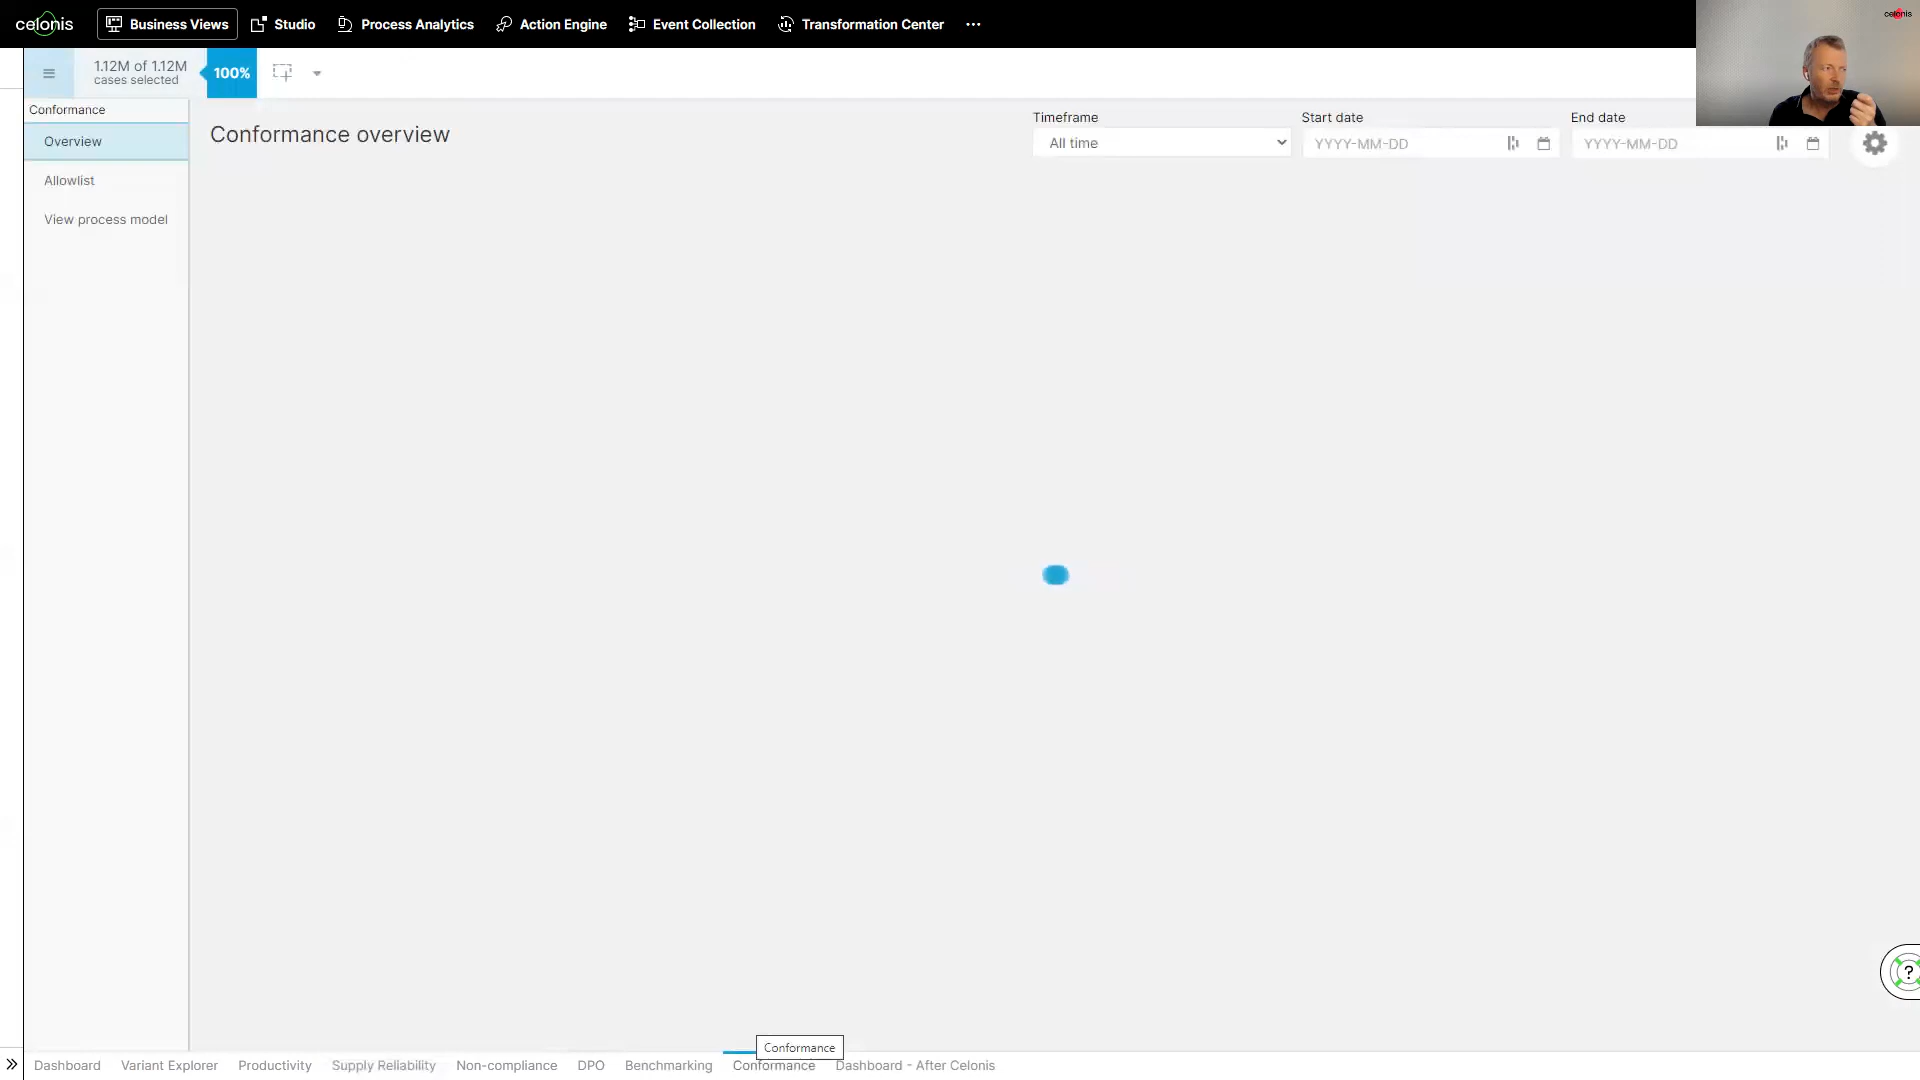 celonis
Business Views
Studio
Process Analytics
Action Engine
Event Collection
Transformation Center
celonis
1.12M of 1.12M
cases selected
100%
Conformance
Overview
Allowlist
View process model
Conformance overview
Timeframe
All time
Start date
YYYY-MM-DD
End date
YYYY-MM-DD
?
Conformance
Dashboard
Variant Explorer
Productivity
Supply Reliability
Non-compliance
DPO
Benchmarking
Conformance
Dashboard - After Celonis